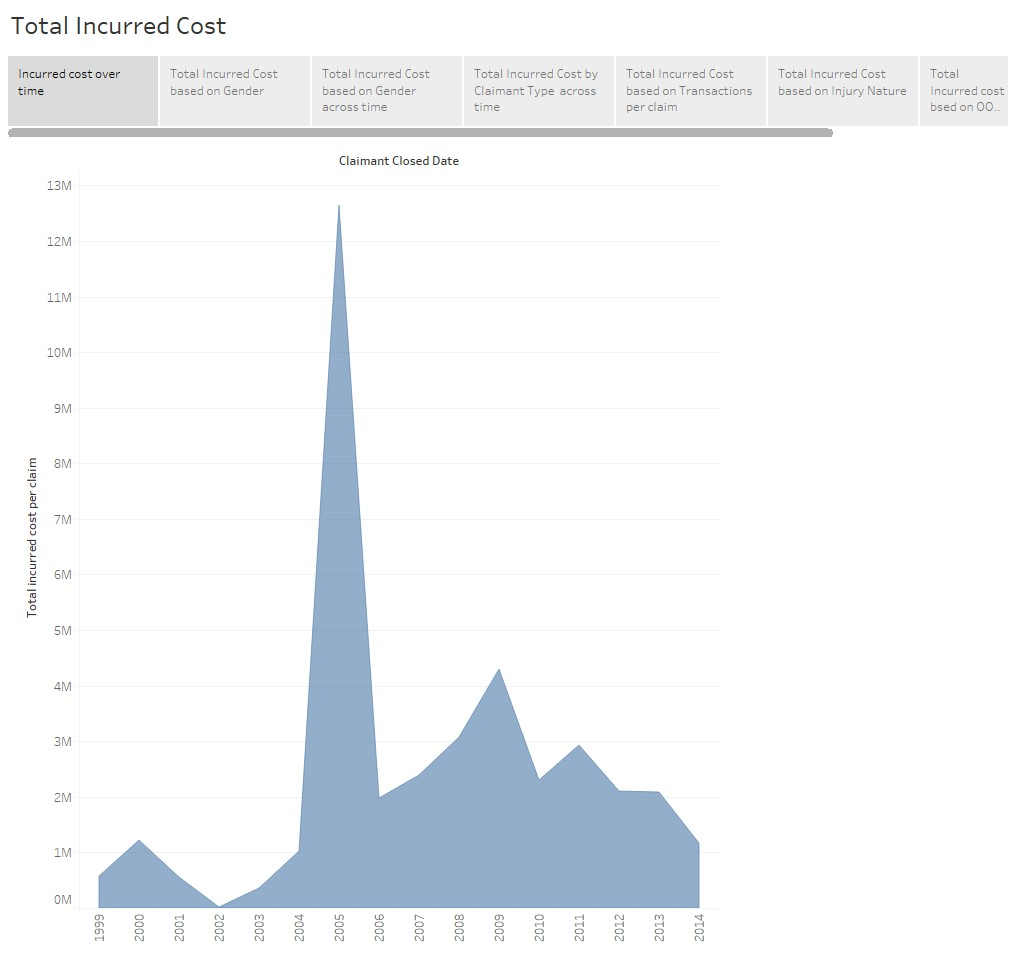 Total Incurred Cost
Incurred cost over
time
Total Incurred Cost
based on Gender
Total Incurred Cost
based on Gender
across time
Total Incurred Cost by
Claimant Type across
time
Total Incurred Cost
based on Transactions
per claim
Total Incurred Cost
based on Injury Nature
Total
Incurred cost
bsed on OO..
Claimant Closed Date
13M
12M
11M
10M
9M
8M
7M
6M
5M
4M
3M
2M
1M
0M
Total incurred cost per claim
1999
2000
2001
2002
2003
2004
2005
2006
2007
2008
2009
2010
2011
2012
2013
2014